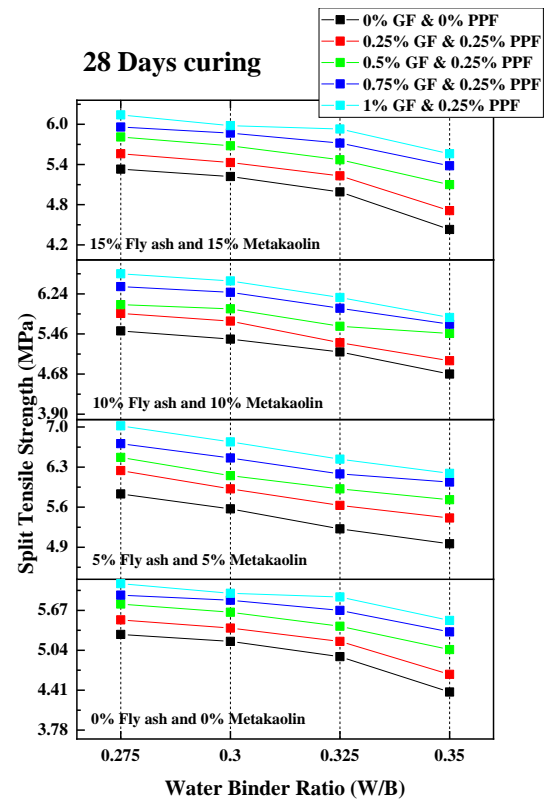 0% GF & 0% PPF
0.25% GF & 0.25% PPF
0.5% GF & 0.25% PPF
0.75% GF & 0.25% PPF
1% GF & 0.25% PPF
28 Days curing
6.0
5.4
4.8
4.2
15% Fly ash and 15% Metakaolin
6.24
5.46
4.68
3.90
10% Fly ash and 10% Metakaolin
7.0
6.3
5.6
4.9
5% Fly ash and 5% Metakaolin
5.67
5.04
4.41
3.78
0% Fly ash and 0% Metakaolin
Split Tensile Strength (MPa)
0.275
0.3
0.325
0.35
Water Binder Ratio (W/B)